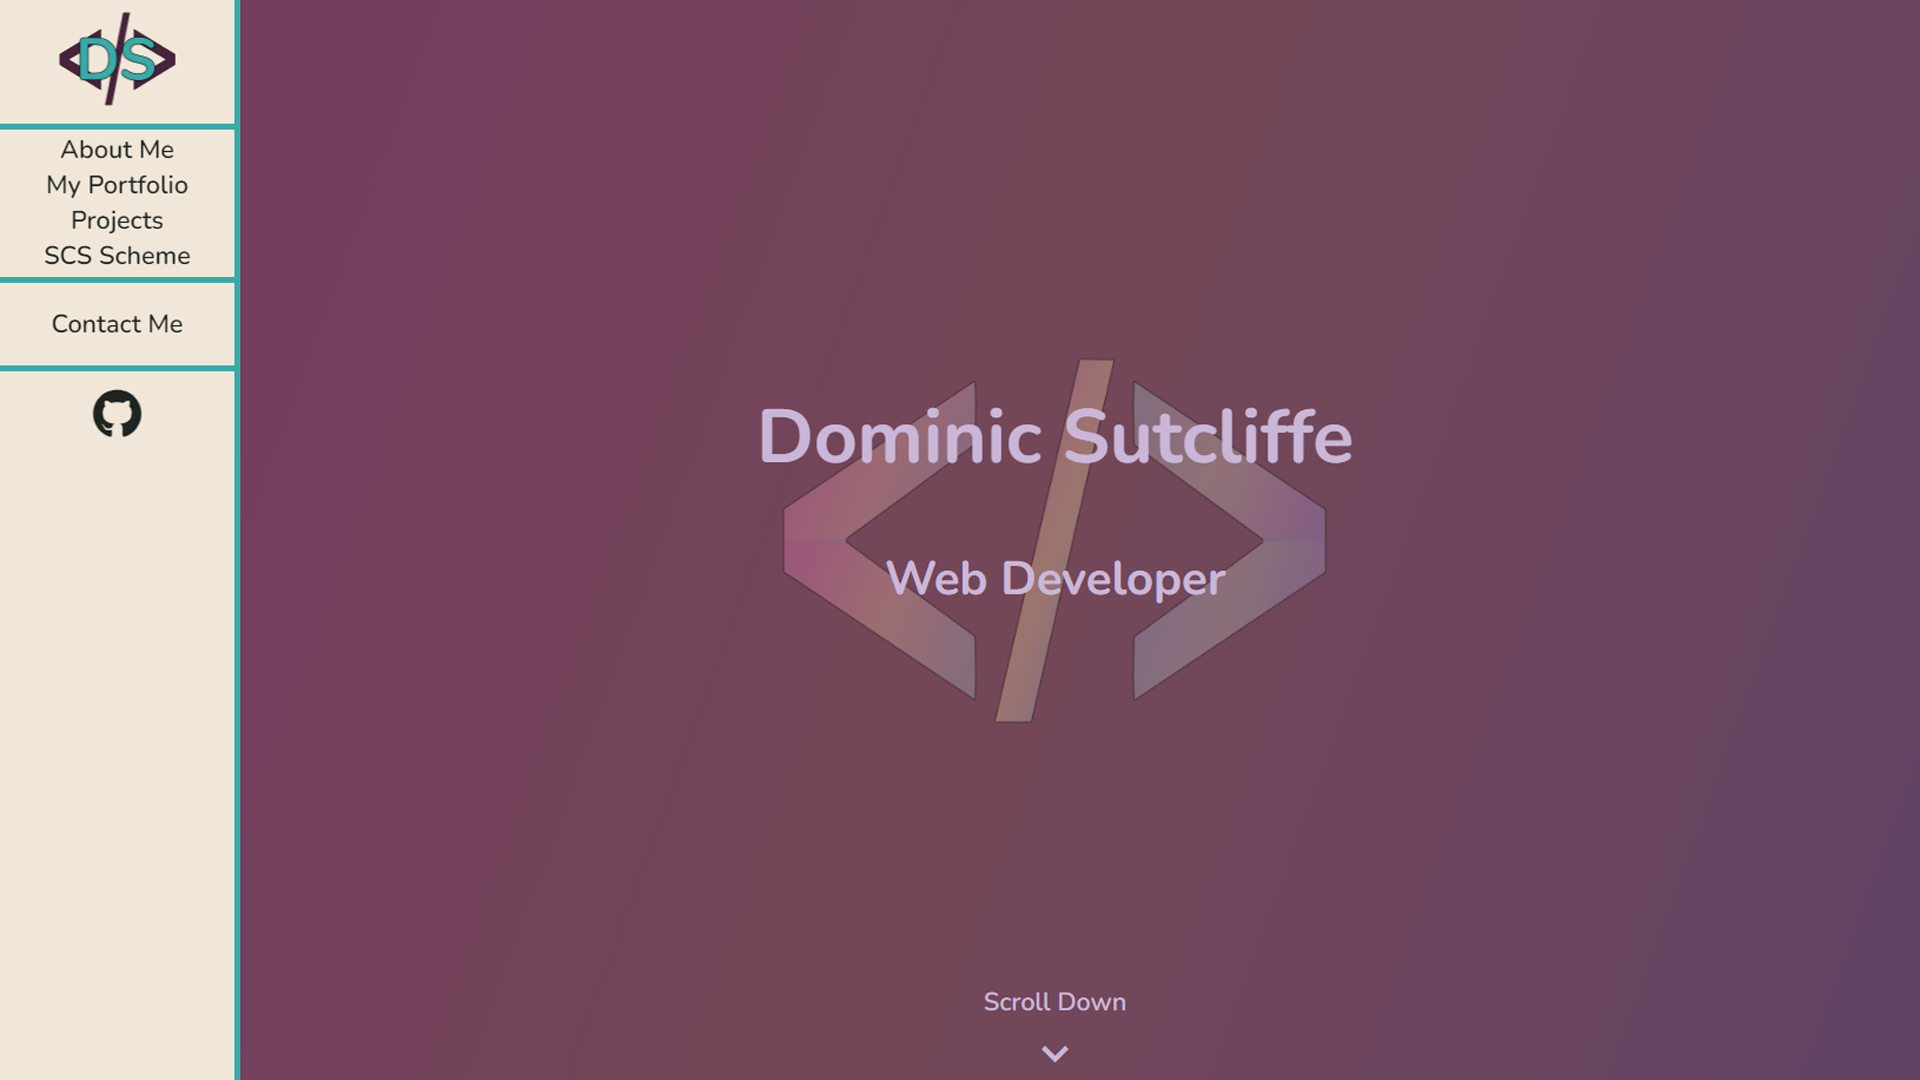 D/S
About Me
My Portfolio
Projects
SCS Scheme
Contact Me
Dominic Sutcliffe
Web Developer
Scroll Down